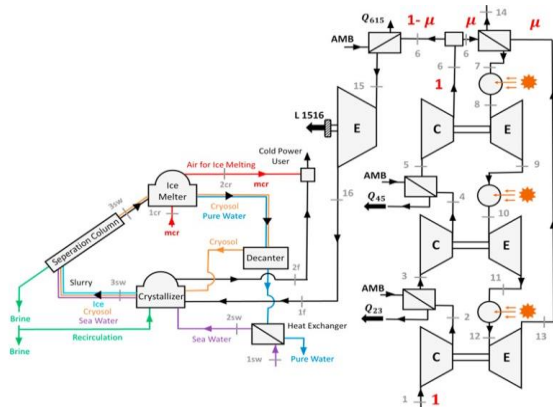 Q615
1- μ
μ
μ
14
AMB
6
6
6
7
15
8
1
L 1516
E
C
E
Cold Power
User
Air for Ice Melting
2cr
mcr
Ice
Melter
5
9
AMB
16
4
10
Q45
3sw
1cr
mcr
Cryosol
Pure Water
Seperation Column
Cryosol
Decanter
C
E
2f
3
11
AMB
Slurry
3sw
Crystallizer
Ice
Cryosol
Sea Water
1f
2
12
13
Q23
2sw
Heat Exchanger
Brine
Sea Water
Recirculation
Brine
Pure Water
1sw
C
E
1
1